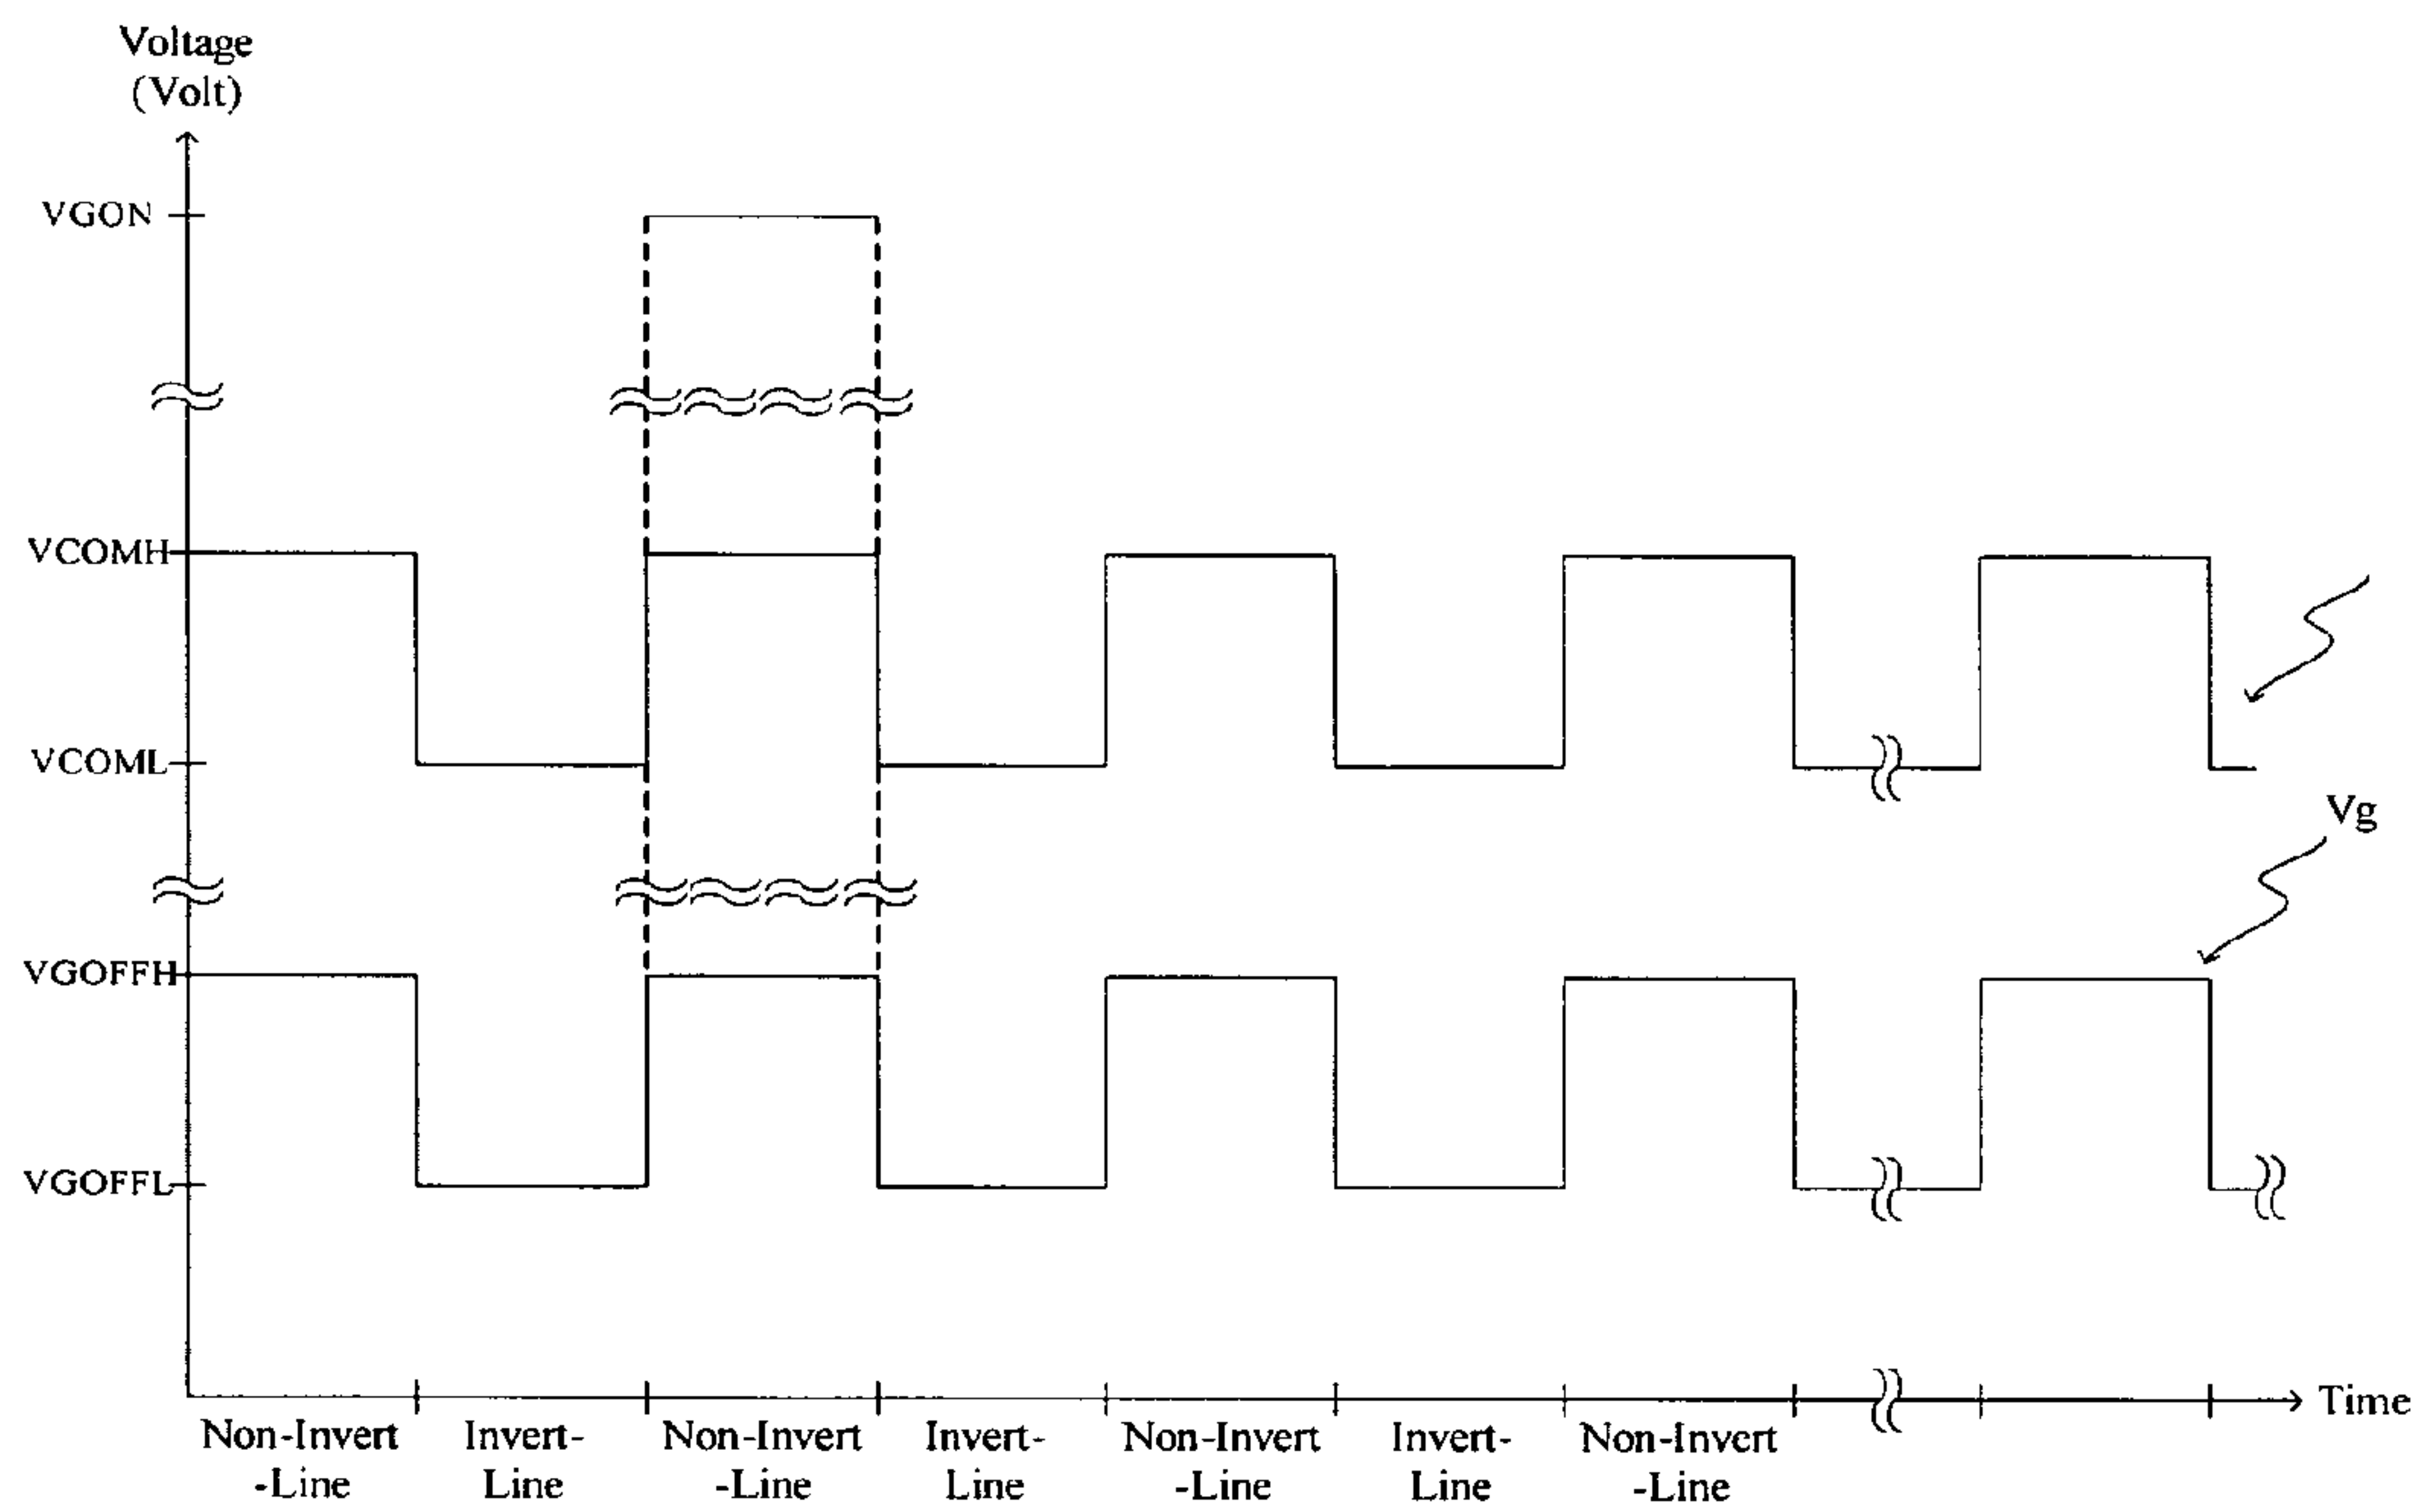 Voltage
(Volt)
VGON
VCOMH
VCOML
Vg
VGOFFH
VGOFFL
Time
Non-Invert
-Line
Invert-
Line
Non-Invert
-Line
Invert-
Line
Non-Invert
-Line
Invert-
Line
Non-Invert
-Line